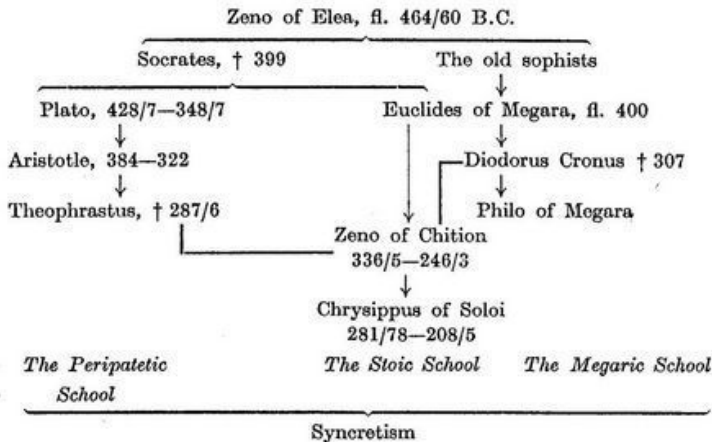 Zeno of Elea, fl. 464/60 B.C.
Socrates, † 399
The old sophists
Plato, 428/7—348/7
Euclides of Megara, fl. 400
Aristotle, 384—322
Diodorus Cronus † 307
Theophrastus, † 287/6
Philo of Megara
Zeno of Chition
336/5—246/3
Chrysippus of Soloi
281/78—208/5
The Peripatetic
School
The Stoic School
The Megaric School
Syncretism